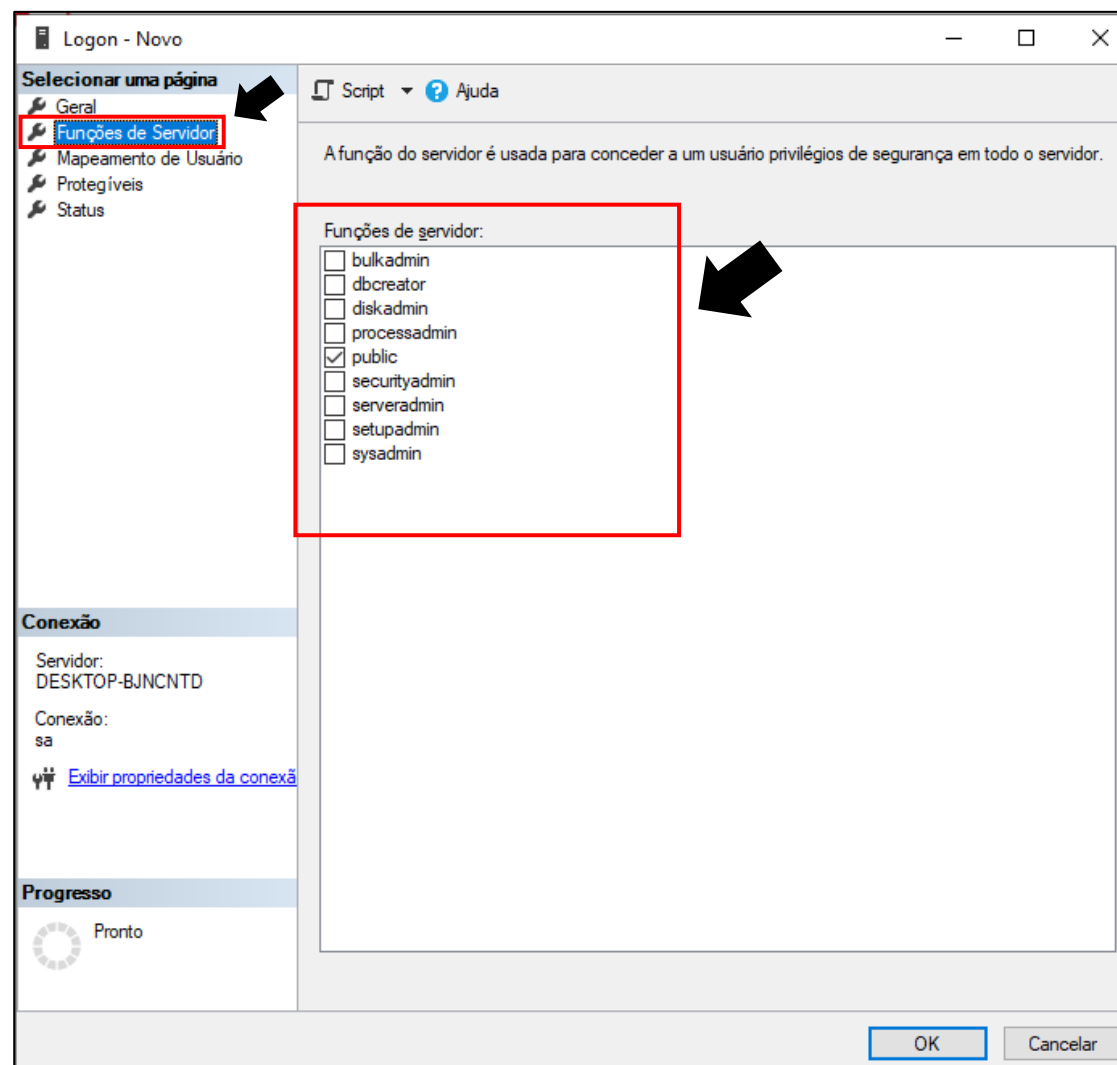 Logon - Novo
Selecionar uma página
Geral
Funções de Servidor
Mapeamento de Usuário
Protegíveis
Status
Script
Ajuda
A função do servidor é usada para conceder a um usuário privilégios de segurança em todo o servidor.
Funções de servidor:
bulkadmin
dbcreator
diskadmin
processadmin
public
securityadmin
serveradmin
setupadmin
sysadmin
Conexão
Servidor:
DESKTOP-BJNCNTD
Conexão:
sa
Exibir propriedades da conexã
Progresso
Pronto
OK
Cancelar